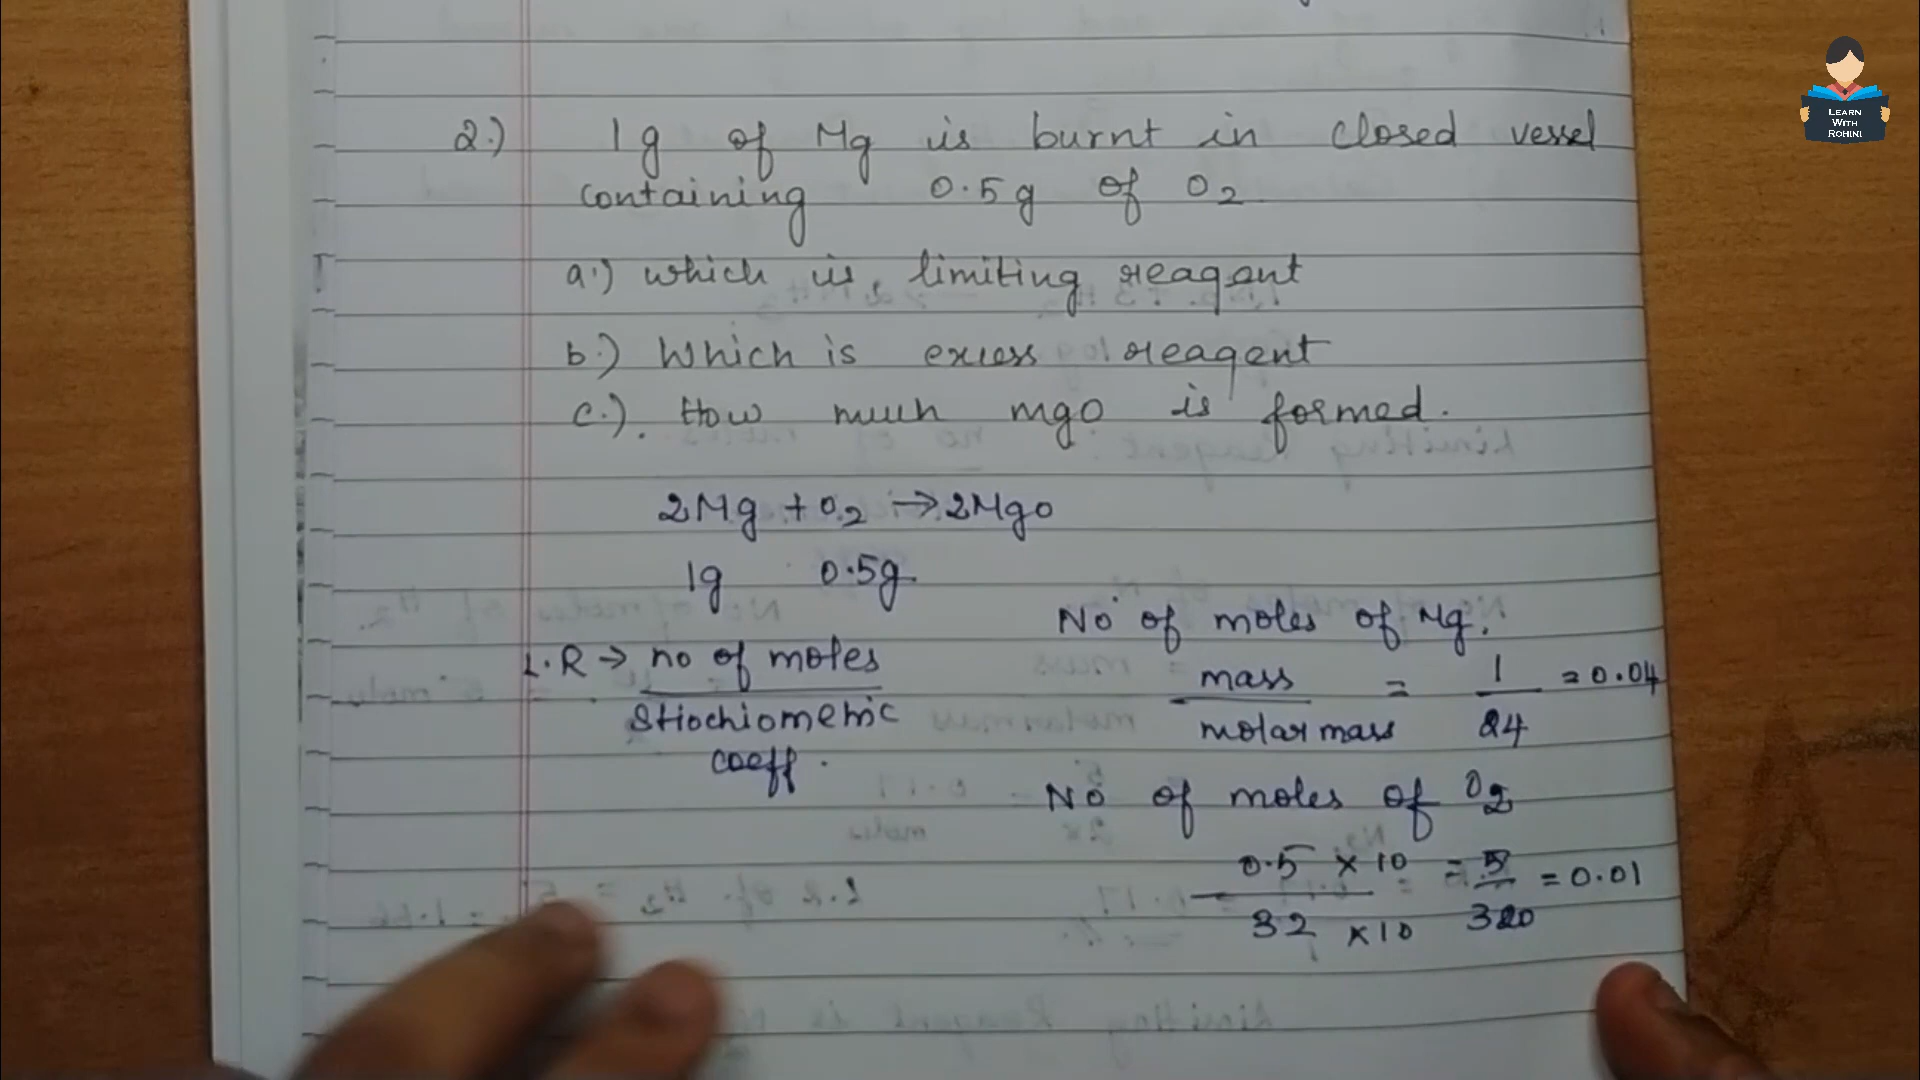 LEARN
WITH
ROHINI
2.) 1g of Mg is burnt in closed vessel
containing 0.5g of O2
a.) which is limiting reagent
b.) Which is excess reagent
c.). How much mgo is formed.
2Mg + O2 → 2MgO
1g 0.5g
L.R → no of moles
Stiochiometric
coeff.
No of moles of Mg.
mass = 1 = 0.04
molar mass 24
No of moles of O2
0.5 × 10 = 5 = 0.01
32 × 10 320